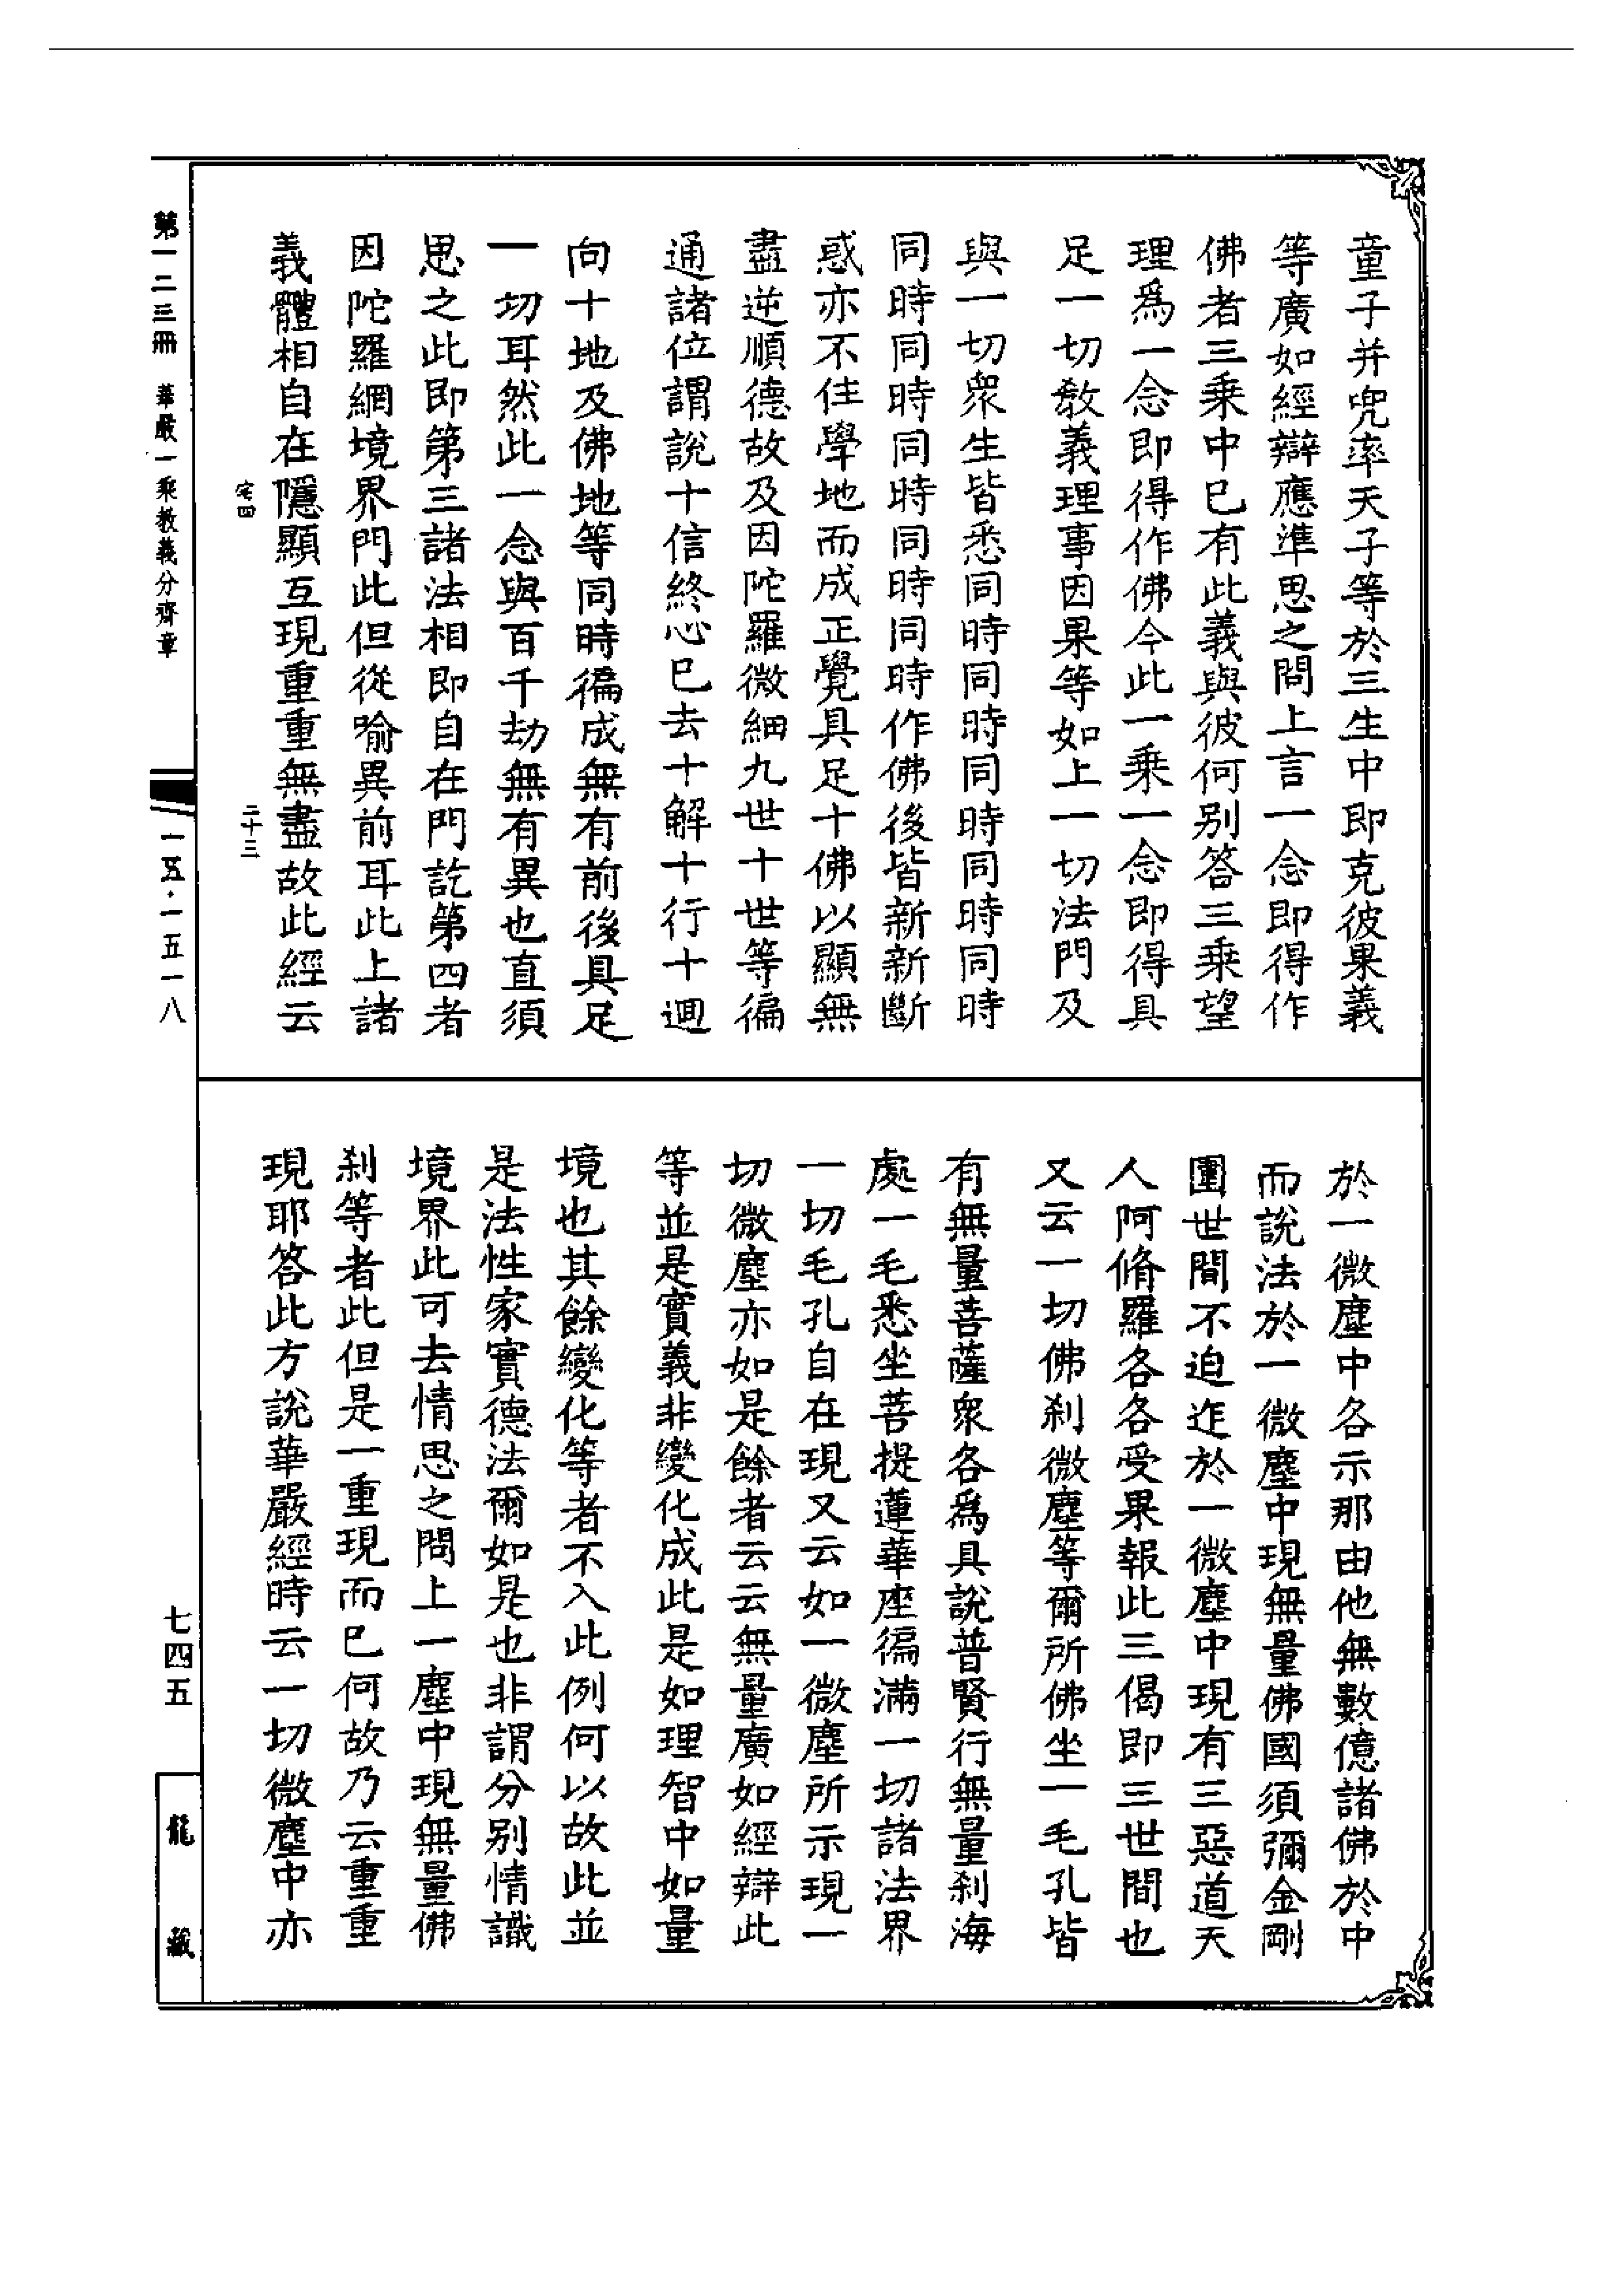 童子并兜率天子等於三生中即克彼果義
等廣如經辯應準思之問上言一念即得作
佛者三乘中已有此義與彼何别答三乘望
理爲一念即得作佛今此一乘一念即得具
足一切敎義理事因果等如上一切法門及
與一切衆生皆悉同時同時同時同時同時
同時同時同時同時同時作佛後皆新新斷
惑亦不住學地而成正覺具足十佛以顯無
盡逆順德故及因陀羅微細九世十世等徧
通諸位謂說十信終心已去十解十行十迴
向十地及佛地等同時徧成無有前後具足
一切耳然此一念與百千劫無有異也直須
思之此即第三諸法相即自在門訖第四者
因陀羅網境界門此但從喻異前耳此上諸
義體相自在隱顯互現重重無盡故此經云
宅四
二十三
於一微塵中各示那由他無數億諸佛於中
而說法於一微塵中現無量佛國須彌金剛
圍世間不迫迮於一微塵中現有三惡道天
人阿脩羅各各受果報此三偈即三世間也
又云一切佛刹微塵等爾所佛坐一毛孔皆
有無量菩薩衆各爲具說普賢行無量刹海
處一毛悉坐菩提蓮華座徧滿一切諸法界
一切毛孔自在現又云如一微塵所示現一
切微塵亦如是餘者云云無量廣如經辯此
等並是實義非變化成此是如理智中如量
境也其餘變化等者不入此例何以故此並
是法性家實德法爾如是也非謂分别情識
境界此可去情思之問上一塵中現無量佛
刹等者此但是一重現而已何故乃云重重
現耶答此方說華嚴經時云一切微塵中亦
第一二三冊 華嚴一乘教義分齊章
一五·一五一八
七四五
龍藏